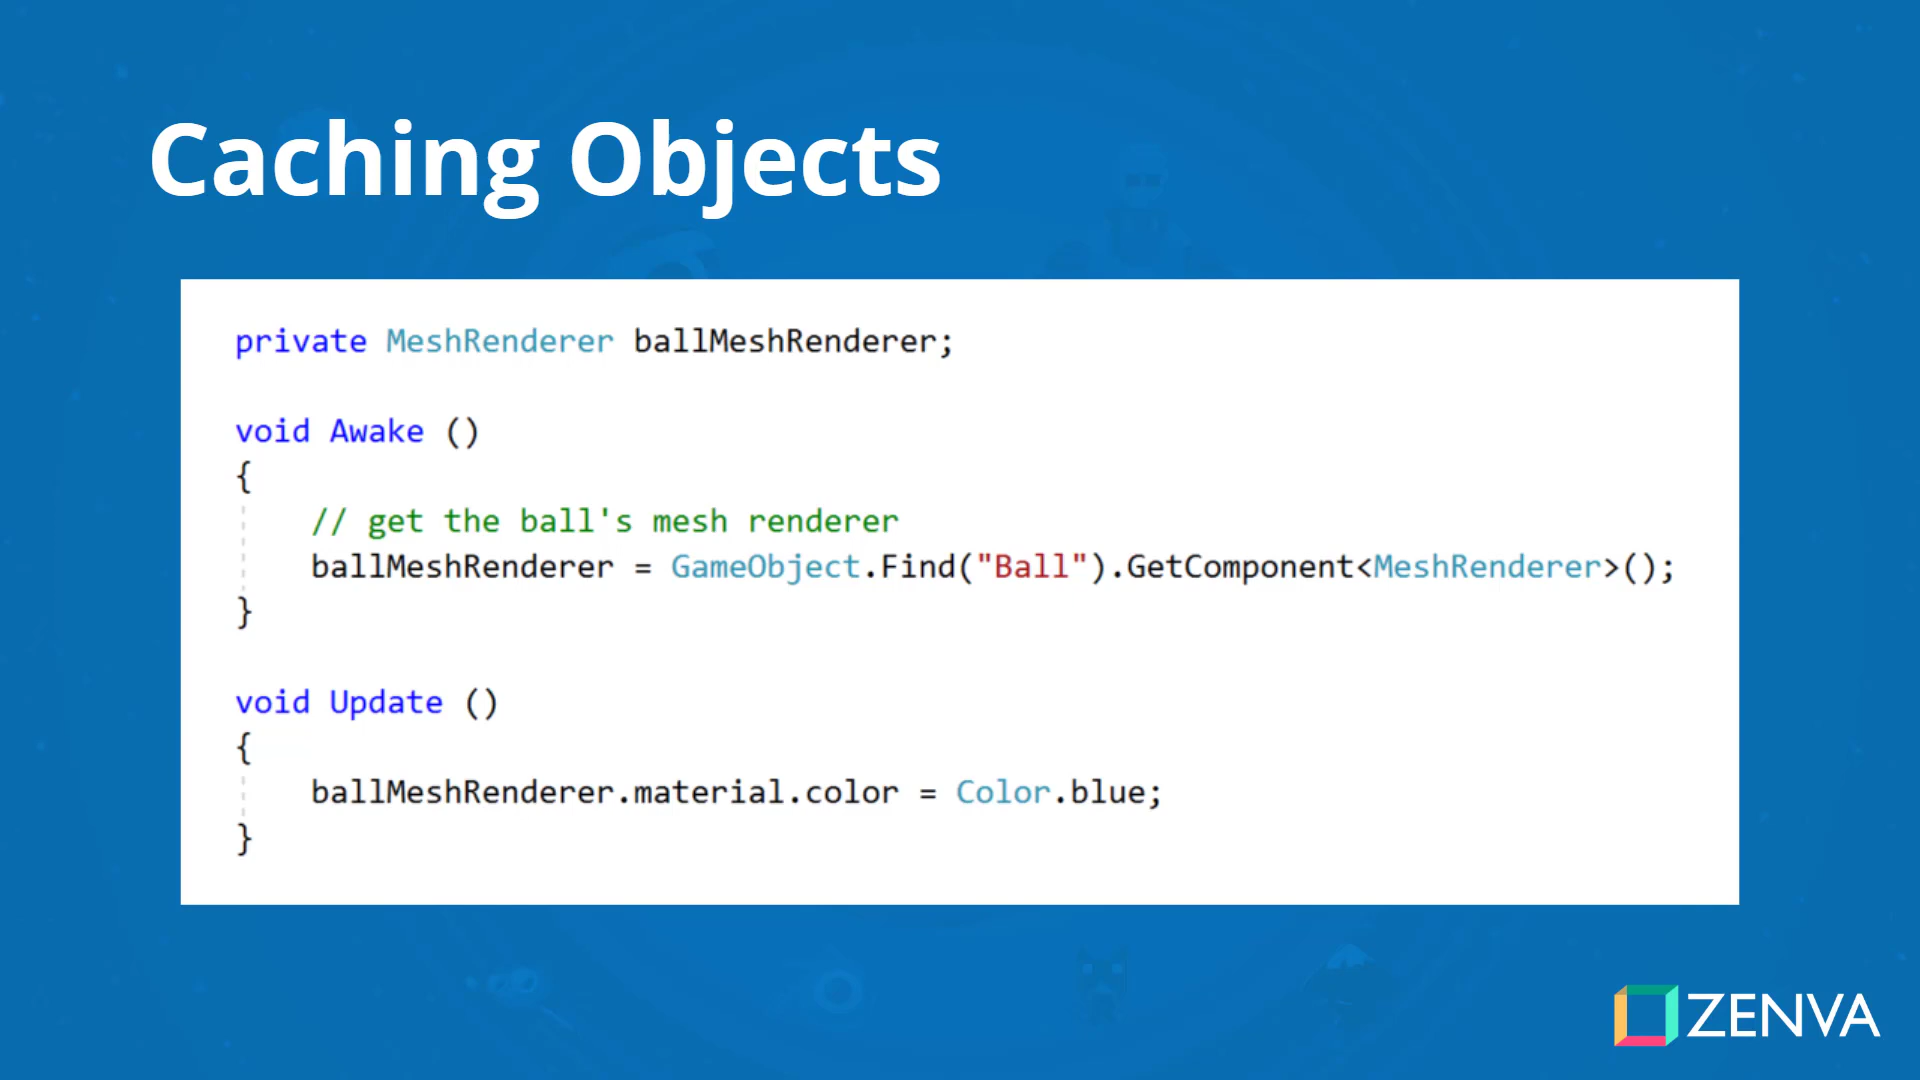 Caching Objects
private MeshRenderer ballMeshRenderer;
void Awake ()
{
// get the ball's mesh renderer
ballMeshRenderer = GameObject.Find("Ball").GetComponent<MeshRenderer>();
}
void Update ()
{
ballMeshRenderer.material.color = Color.blue;
}
ZENVA